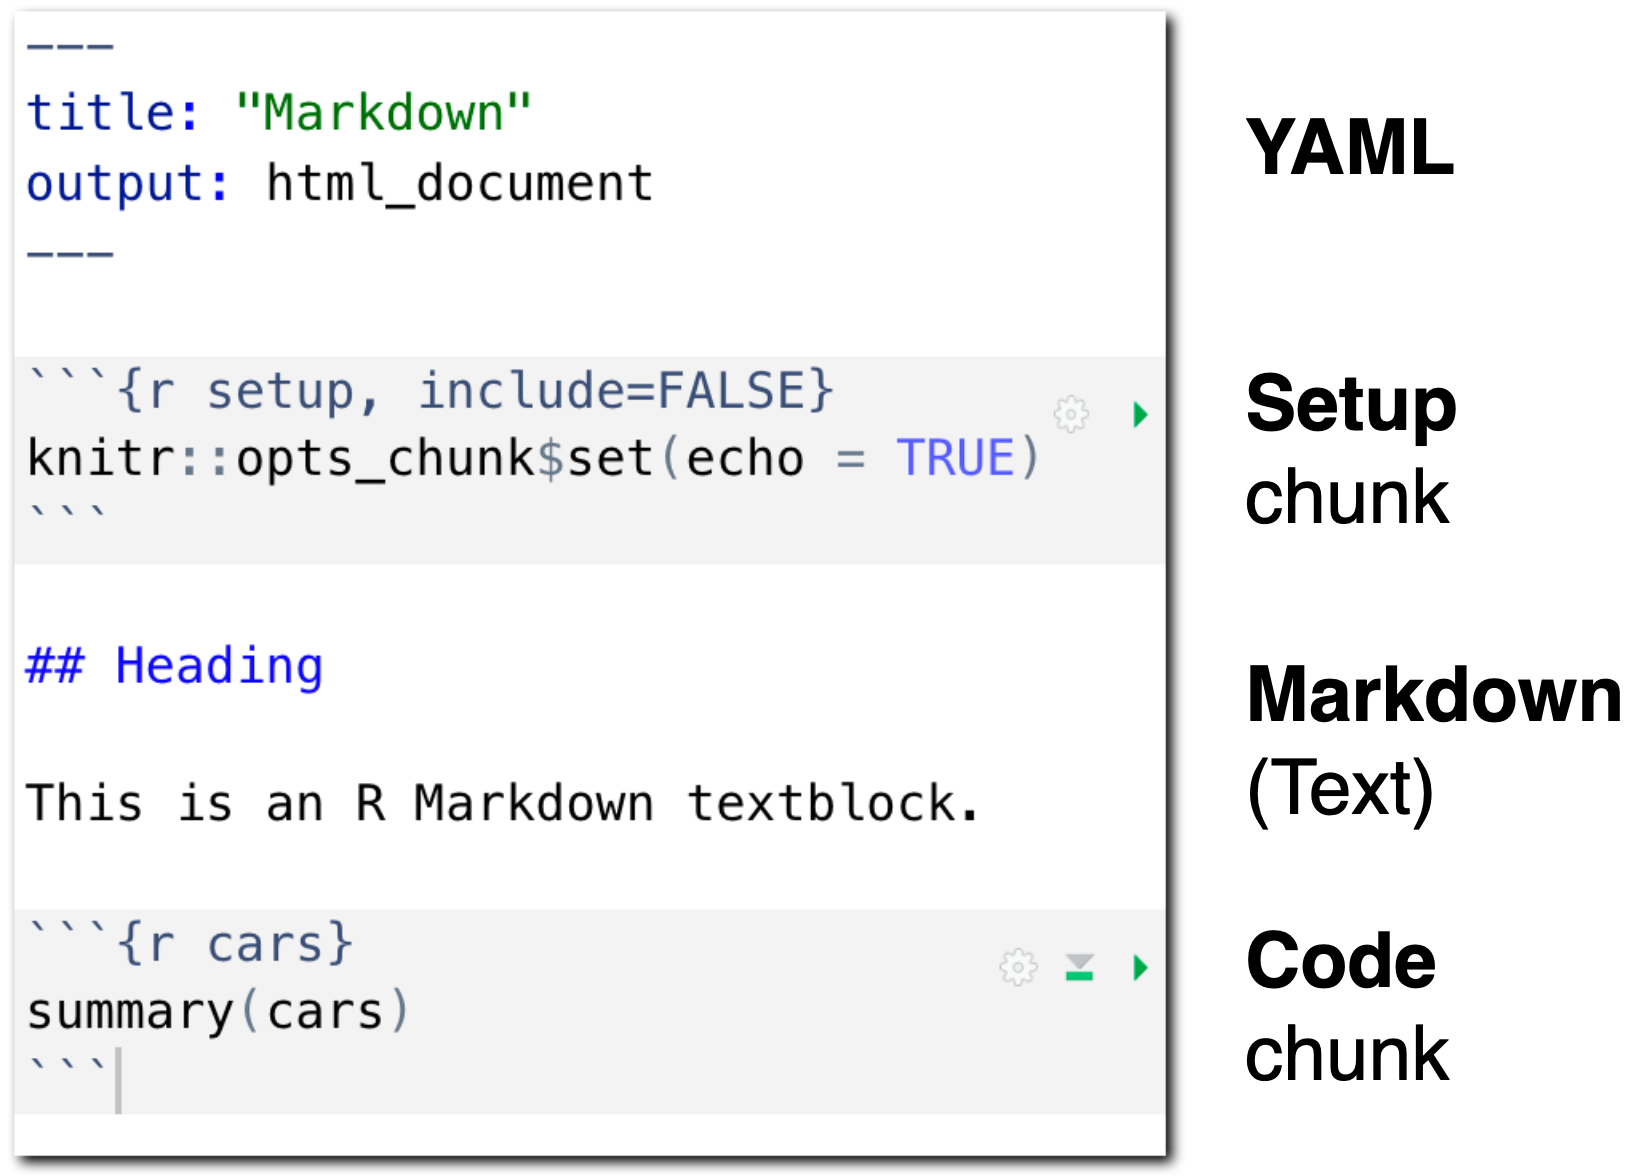 ---
title: "Markdown"
output: html_document
---
YAML
```{r setup, include=FALSE}
knitr::opts_chunk$set(echo = TRUE)
```
Setup
chunk
## Heading
This is an R Markdown textblock.
Markdown
(Text)
```{r cars}
summary(cars)
```
Code
chunk